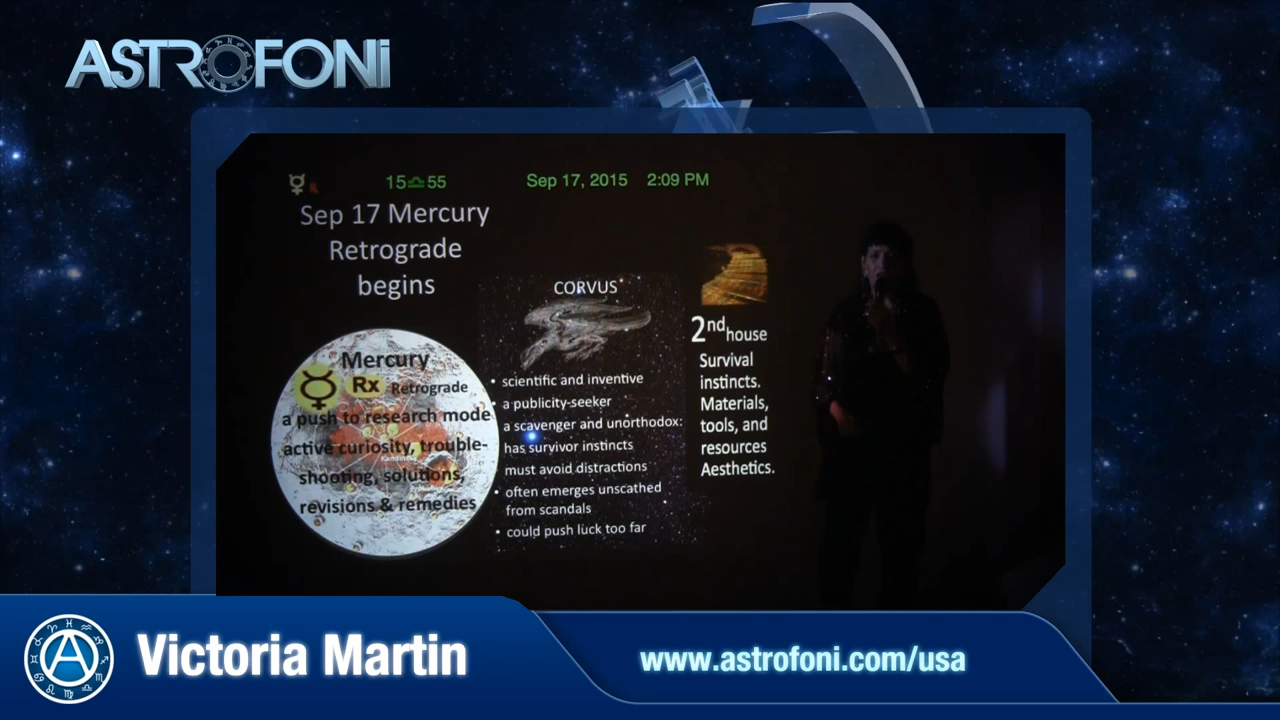 ASTROFONi
15♎55 Sep 17, 2015 2:09 PM
Sep 17 Mercury
Retrograde
begins
Mercury
Rx Retrograde
a push to research mode
active curiosity, trouble-
shooting, solutions,
revisions & remedies
CORVUS
• scientific and inventive
• a publicity-seeker
a scavenger and unorthodox:
has survivor instincts
must avoid distractions
• often emerges unscathed
from scandals
• could push luck too far
2nd house
Survival
instincts.
Materials,
tools, and
resources
Aesthetics.
Victoria Martin
www.astrofoni.com/usa